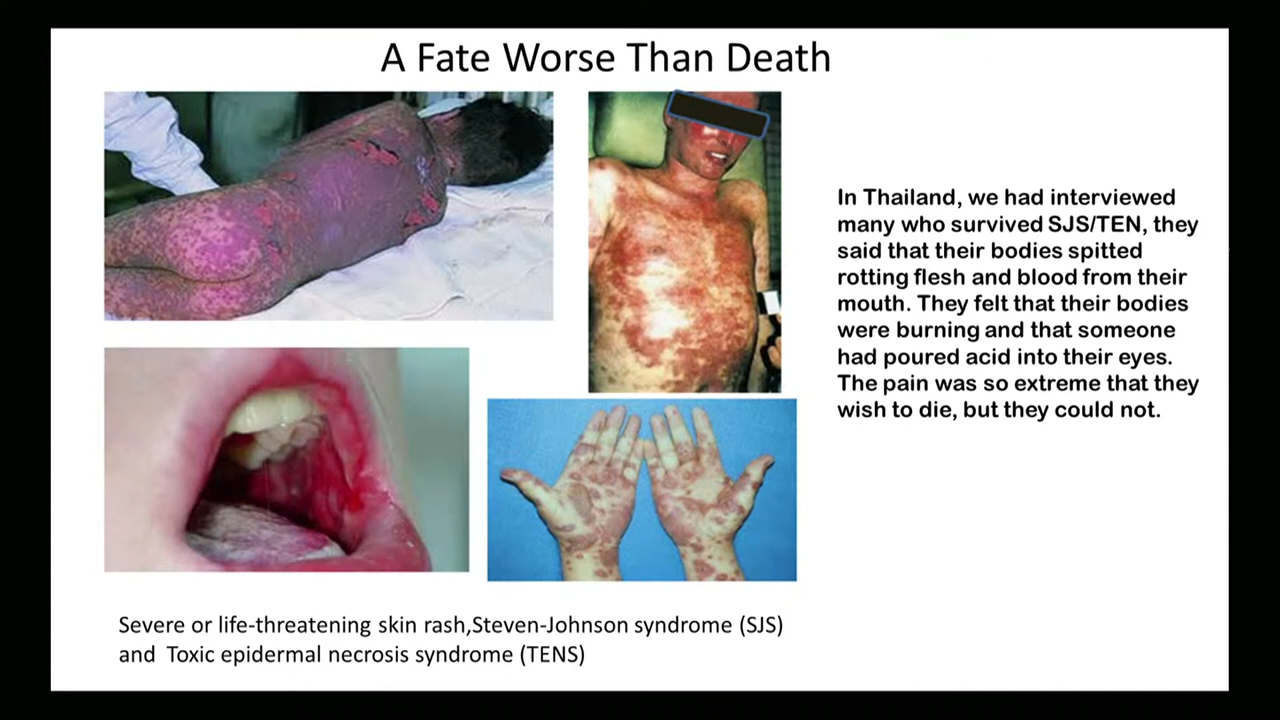 A Fate Worse Than Death
In Thailand, we had interviewed
many who survived SJS/TEN, they
said that their bodies spitted
rotting flesh and blood from their
mouth. They felt that their bodies
were burning and that someone
had poured acid into their eyes.
The pain was so extreme that they
wish to die, but they could not.
Severe or life-threatening skin rash,Steven-Johnson syndrome (SJS)
and  Toxic epidermal necrosis syndrome (TENS)